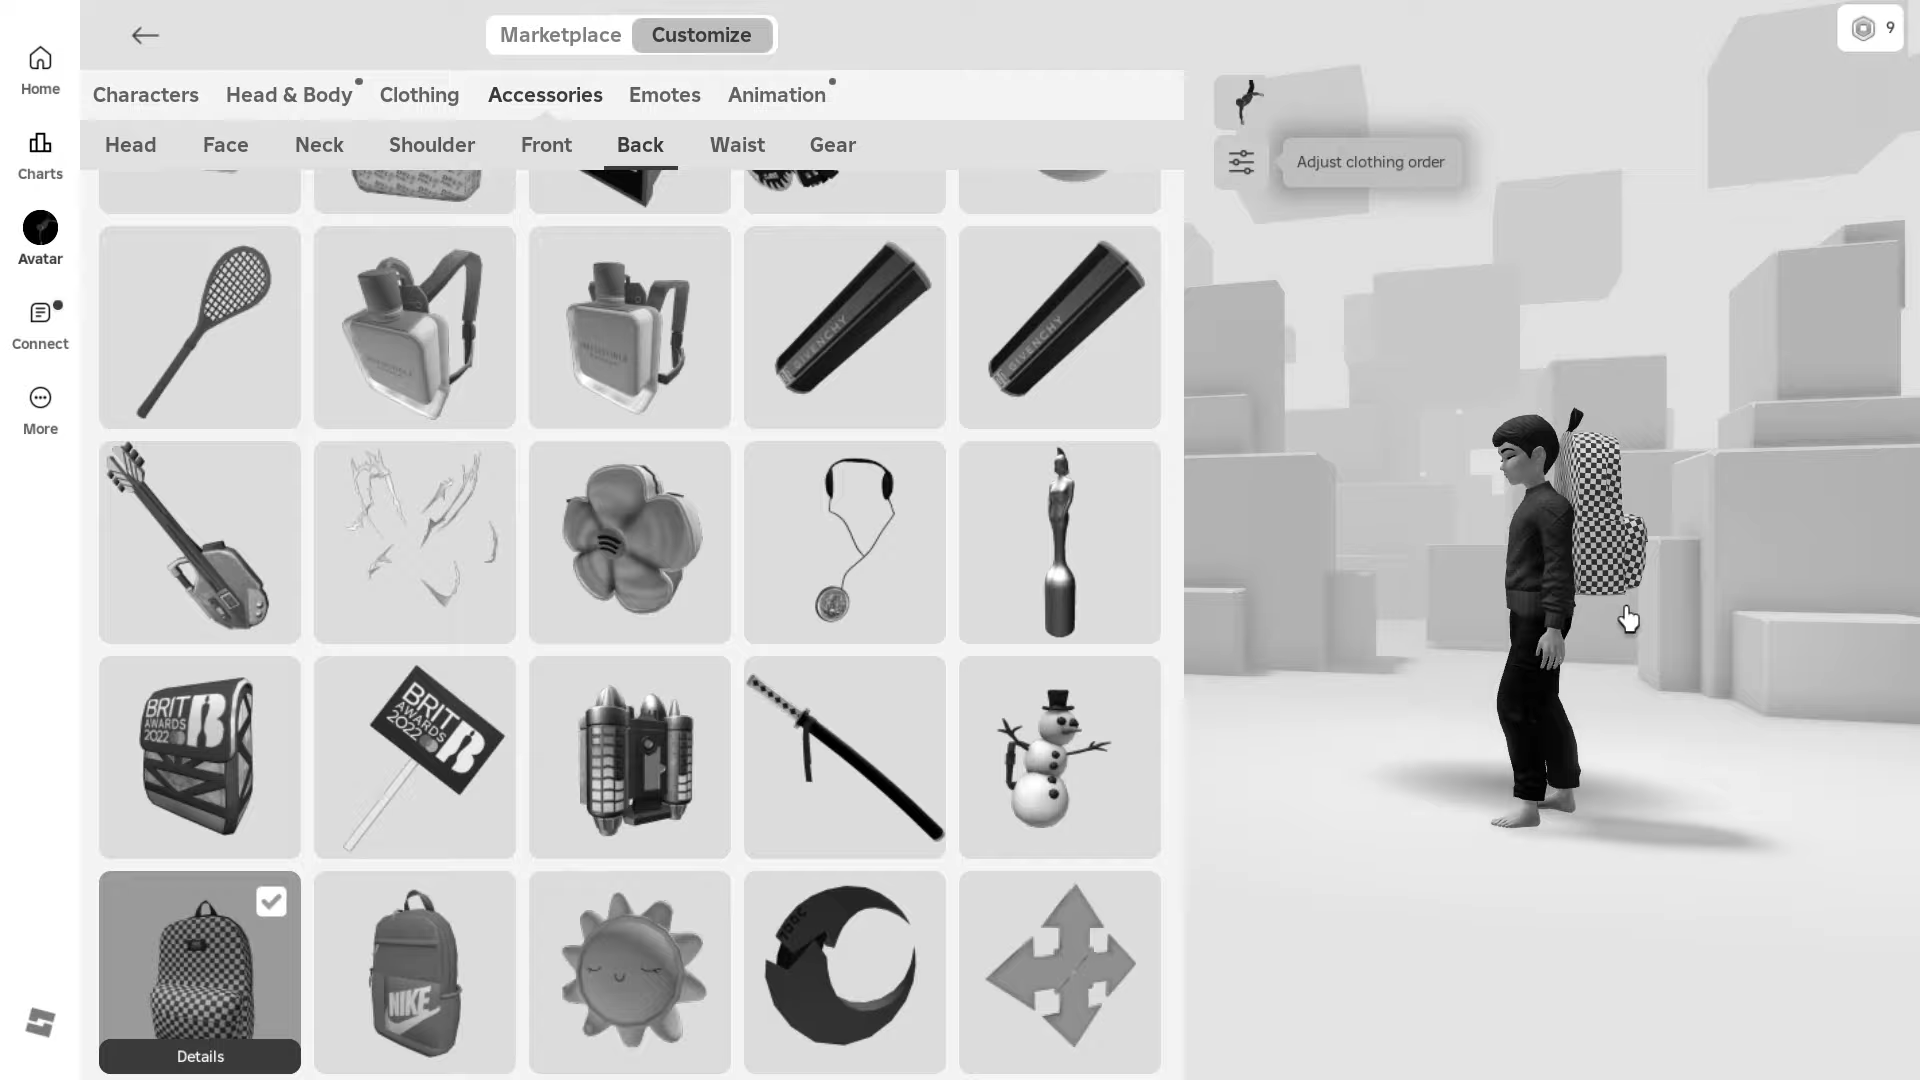 Marketplace
Customize
9
Home
Charts
Avatar
Connect
More
Characters
Head & Body
Clothing
Accessories
Emotes
Animation
Head
Face
Neck
Shoulder
Front
Back
Waist
Gear
Adjust clothing order
GIVENCHY
GIVENCHY
BRIT
AWARDS
2022
B
BRIT
AWARDS
2022
B
NIKE
Details